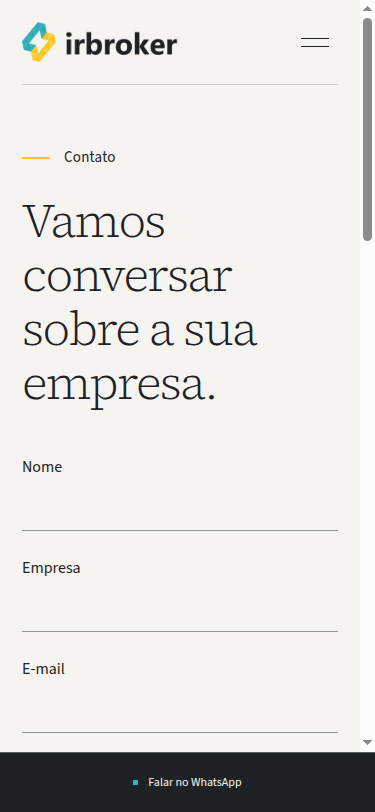 irbroker
Contato
Vamos
conversar
sobre a sua
empresa.
Nome
Empresa
E-mail
Falar no WhatsApp